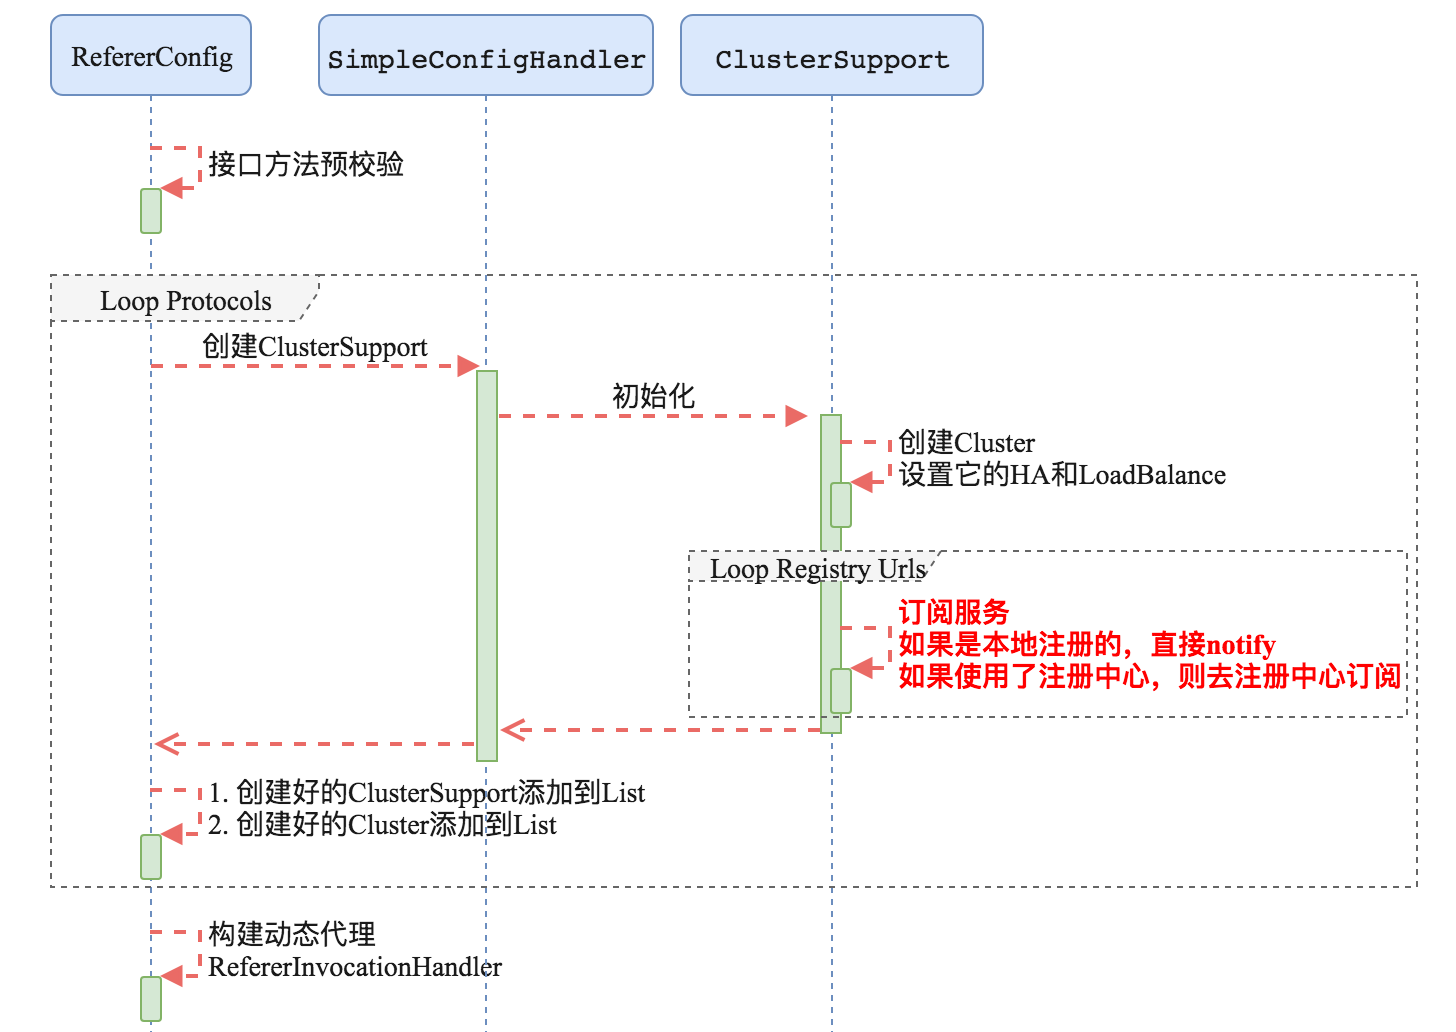 RefererConfig
SimpleConfigHandler
ClusterSupport
接口方法预校验
Loop Protocols
创建ClusterSupport
初始化
创建Cluster
设置它的HA和LoadBalance
Loop Registry Urls
订阅服务
如果是本地注册的，直接notify
如果使用了注册中心，则去注册中心订阅
1. 创建好的ClusterSupport添加到List
2. 创建好的Cluster添加到List
构建动态代理
RefererInvocationHandler